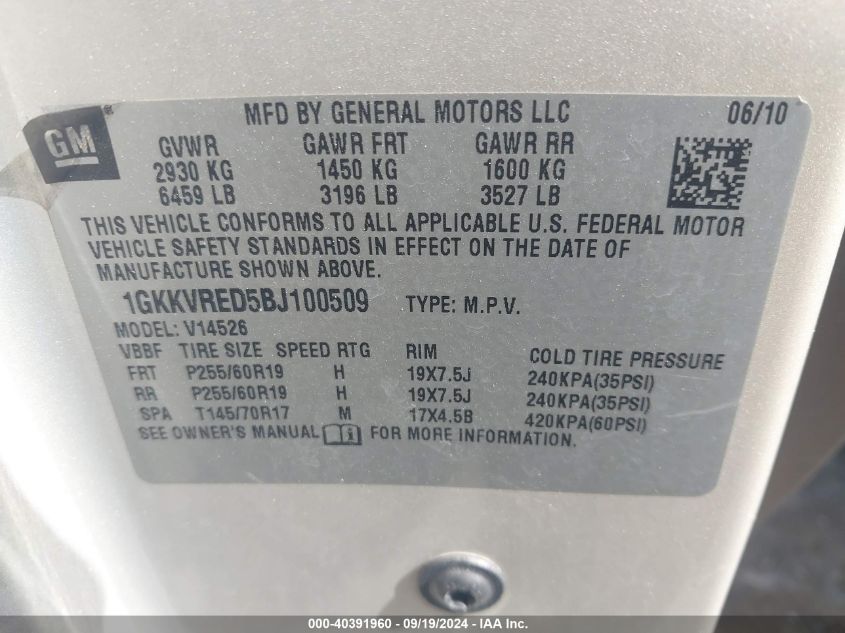 MFD BY GENERAL MOTORS LLC 06/10
GM
GVWR GAWR FRT GAWR RR
2930 KG 1450 KG 1600 KG
6459 LB 3196 LB 3527 LB
THIS VEHICLE CONFORMS TO ALL APPLICABLE U.S. FEDERAL MOTOR
VEHICLE SAFETY STANDARDS IN EFFECT ON THE DATE OF
MANUFACTURE SHOWN ABOVE.
1GKKVRED5BJ100509 TYPE: M.P.V.
MODEL: V14526
VBBF TIRE SIZE SPEED RTG RIM COLD TIRE PRESSURE
FRT P255/60R19 H 19X7.5J 240KPA(35PSI)
RR P255/60R19 H 19X7.5J 240KPA(35PSI)
SPA T145/70R17 M 17X4.5B 420KPA(60PSI)
SEE OWNER'S MANUAL FOR MORE INFORMATION.
000-40391960 - 09/19/2024 - IAA Inc.